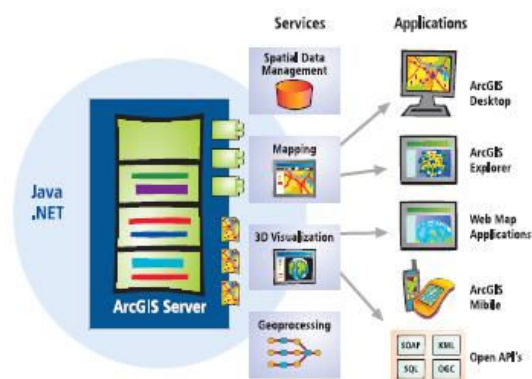 Services
Applications
Spatial Data
Management
ArcGIS
Desktop
Mapping
ArcGIS
Explorer
Java
.NET
3D Visualization
Web Map
Applications
ArcGIS Server
ArcGIS
Mibile
Geoprocessing
SOAP
KML
SQL
OGC
Open API's